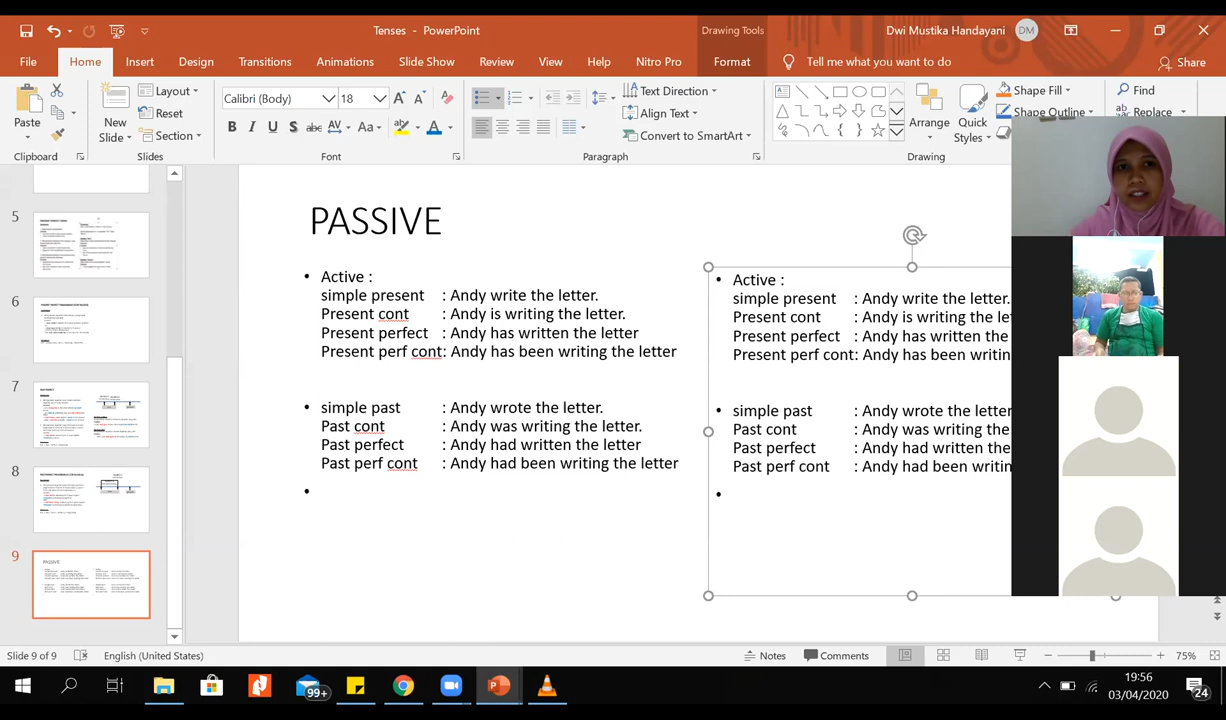 Tenses - PowerPoint
Drawing Tools
Dwi Mustika Handayani
DM
File
Home
Insert
Design
Transitions
Animations
Slide Show
Review
View
Help
Nitro Pro
Format
Tell me what you want to do
Share
Paste
Clipboard
New
Slide
Layout
Reset
Section
Slides
Calibri (Body)
18
Font
Text Direction
Align Text
Convert to SmartArt
Paragraph
Arrange
Quick
Styles
Drawing
Shape Fill
Shape Outline
Find
Replace
5
6
7
8
9
PASSIVE
• Active :
simple present : Andy write the letter.
Present cont : Andy is writing the letter.
Present perfect : Andy has written the letter
Present perf cont: Andy has been writing the letter
• simple past : Andy wrote the letter.
Past cont : Andy was writing the letter.
Past perfect : Andy had written the letter
Past perf cont : Andy had been writing the letter
•
• Active :
simple present : Andy write the letter.
Present cont : Andy is writing the le
Present perfect : Andy has written the
Present perf cont: Andy has been writin
• simple past : Andy wrote the letter
Past cont : Andy was writing the
Past perfect : Andy had written the
Past perf cont : Andy had been writin
•
Slide 9 of 9
English (United States)
Notes
Comments
75%
99+
19:56
03/04/2020
24